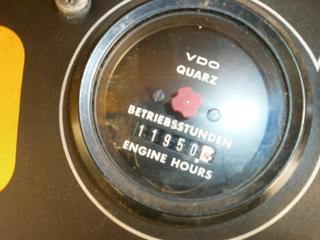 VDO
QUARZ
BETRIEBSSTUNDEN
11950
ENGINE HOURS